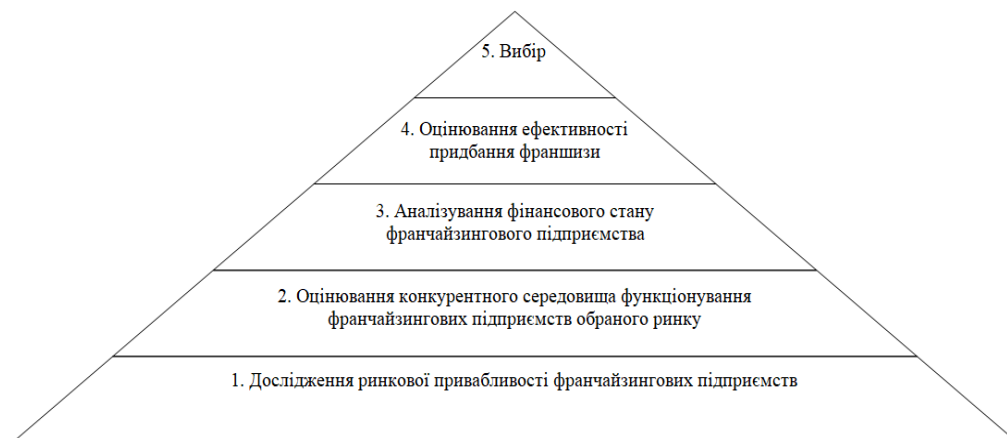 5. Вибір
4. Оцінювання ефективності
придбання франшизи
3. Аналізування фінансового стану
франчайзингового підприємства
2. Оцінювання конкурентного середовища функціонування
франчайзингових підприємств обраного ринку
1. Дослідження ринкової привабливості франчайзингових підприємств